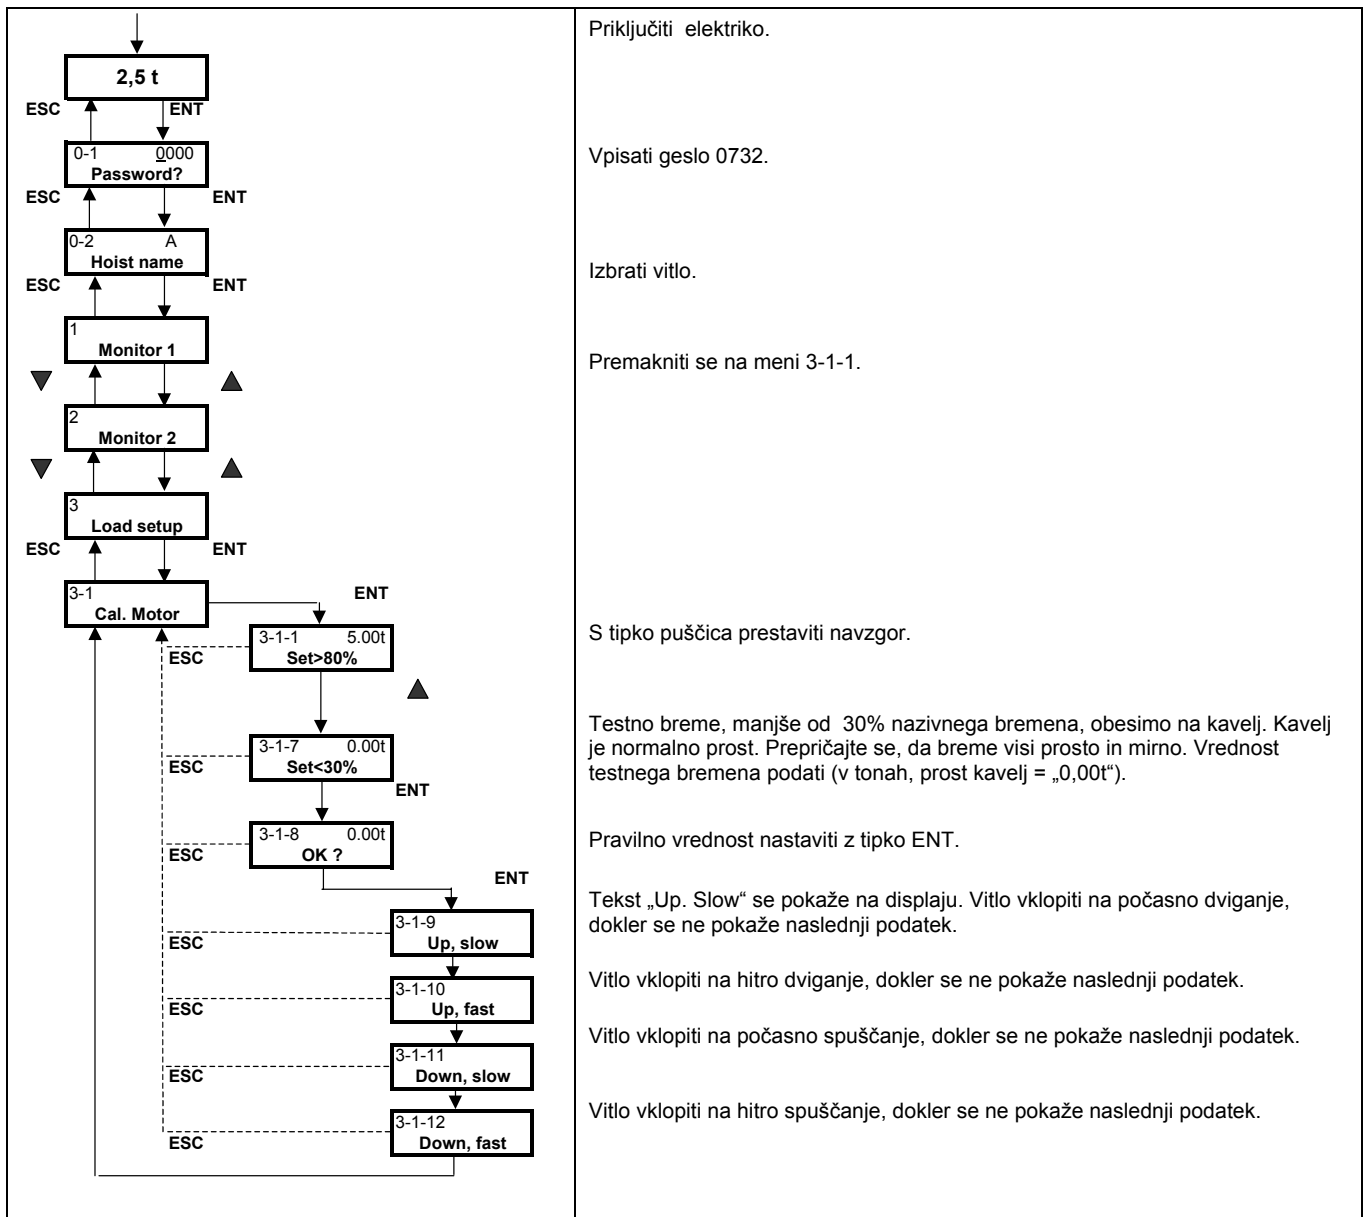 2,5 t
ESC ENT
0-1 0000
Password?
ESC ENT
0-2 A
Hoist name
ESC ENT
1
Monitor 1
2
Monitor 2
3
Load setup
ESC ENT
3-1
Cal. Motor
ENT
3-1-1 5.00t
Set>80%
ESC
3-1-7 0.00t
Set<30%
ESC
ENT
3-1-8 0.00t
OK ?
ESC
ENT
3-1-9
Up, slow
ESC
3-1-10
Up, fast
ESC
3-1-11
Down, slow
ESC
3-1-12
Down, fast
ESC
Priključiti elektriko.
Vpisati geslo 0732.
Izbrati vitlo.
Premakniti se na meni 3-1-1.
S tipko puščica prestaviti navzgor.
Testno breme, manjše od 30% nazivnega bremena, obesimo na kavelj. Kavelj
je normalno prost. Prepričajte se, da breme visi prosto in mirno. Vrednost
testnega bremena podati (v tonah, prost kavelj = „0,00t“).
Pravilno vrednost nastaviti z tipko ENT.
Tekst „Up. Slow“ se pokaže na displaju. Vitlo vklopiti na počasno dviganje,
dokler se ne pokaže naslednji podatek.
Vitlo vklopiti na hitro dviganje, dokler se ne pokaže naslednji podatek.
Vitlo vklopiti na počasno spuščanje, dokler se ne pokaže naslednji podatek.
Vitlo vklopiti na hitro spuščanje, dokler se ne pokaže naslednji podatek.